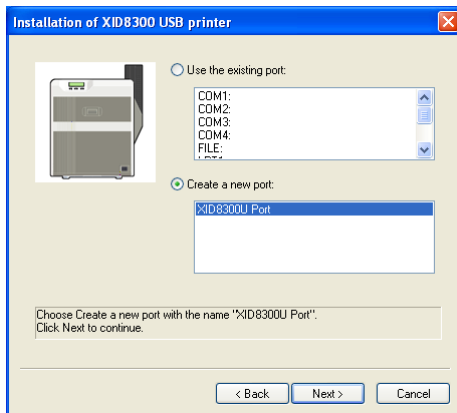 Installation of XID8300 USB printer
Use the existing port:
COM1:
COM2:
COM3:
COM4:
FILE:
Create a new port:
XID8300U Port
Choose Create a new port with the name "XID8300U Port".
Click Next to continue.
< Back
Next >
Cancel